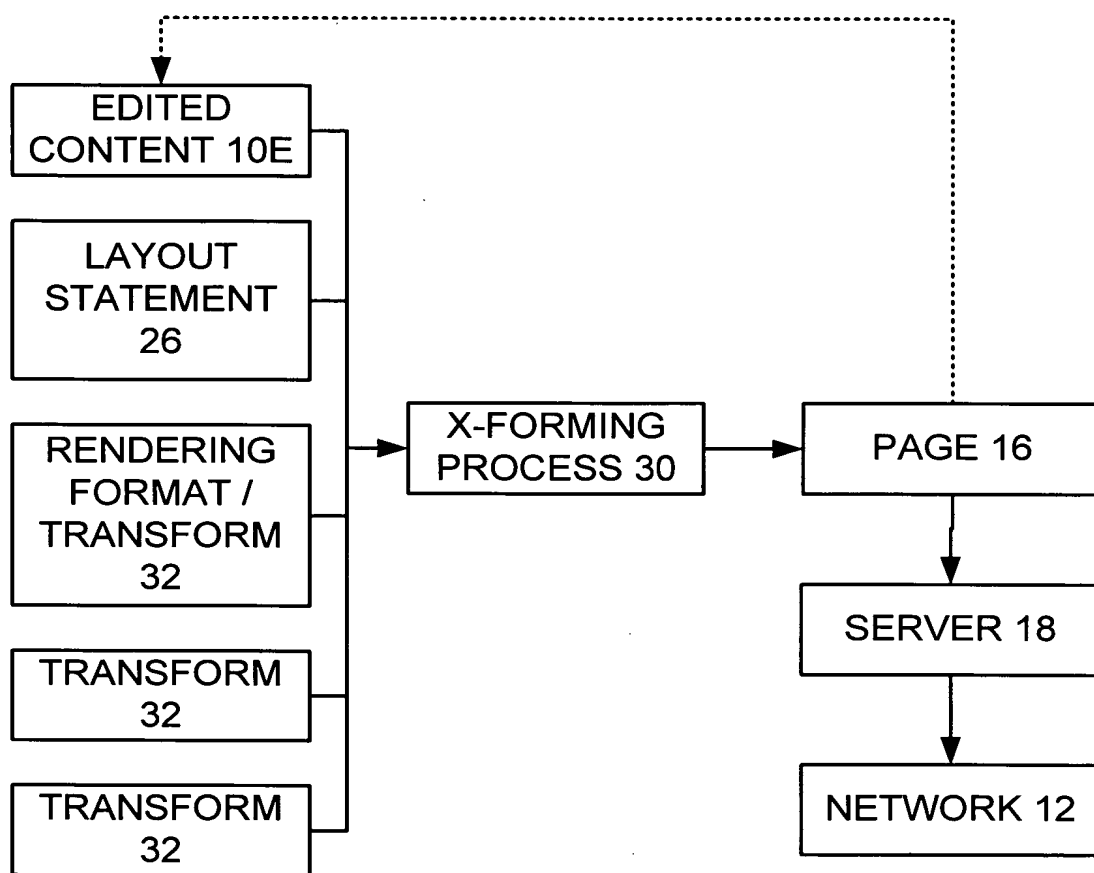 EDITED
CONTENT 10E
LAYOUT
STATEMENT
26
RENDERING
FORMAT /
TRANSFORM
32
TRANSFORM
32
TRANSFORM
32
X-FORMING
PROCESS 30
PAGE 16
SERVER 18
NETWORK 12